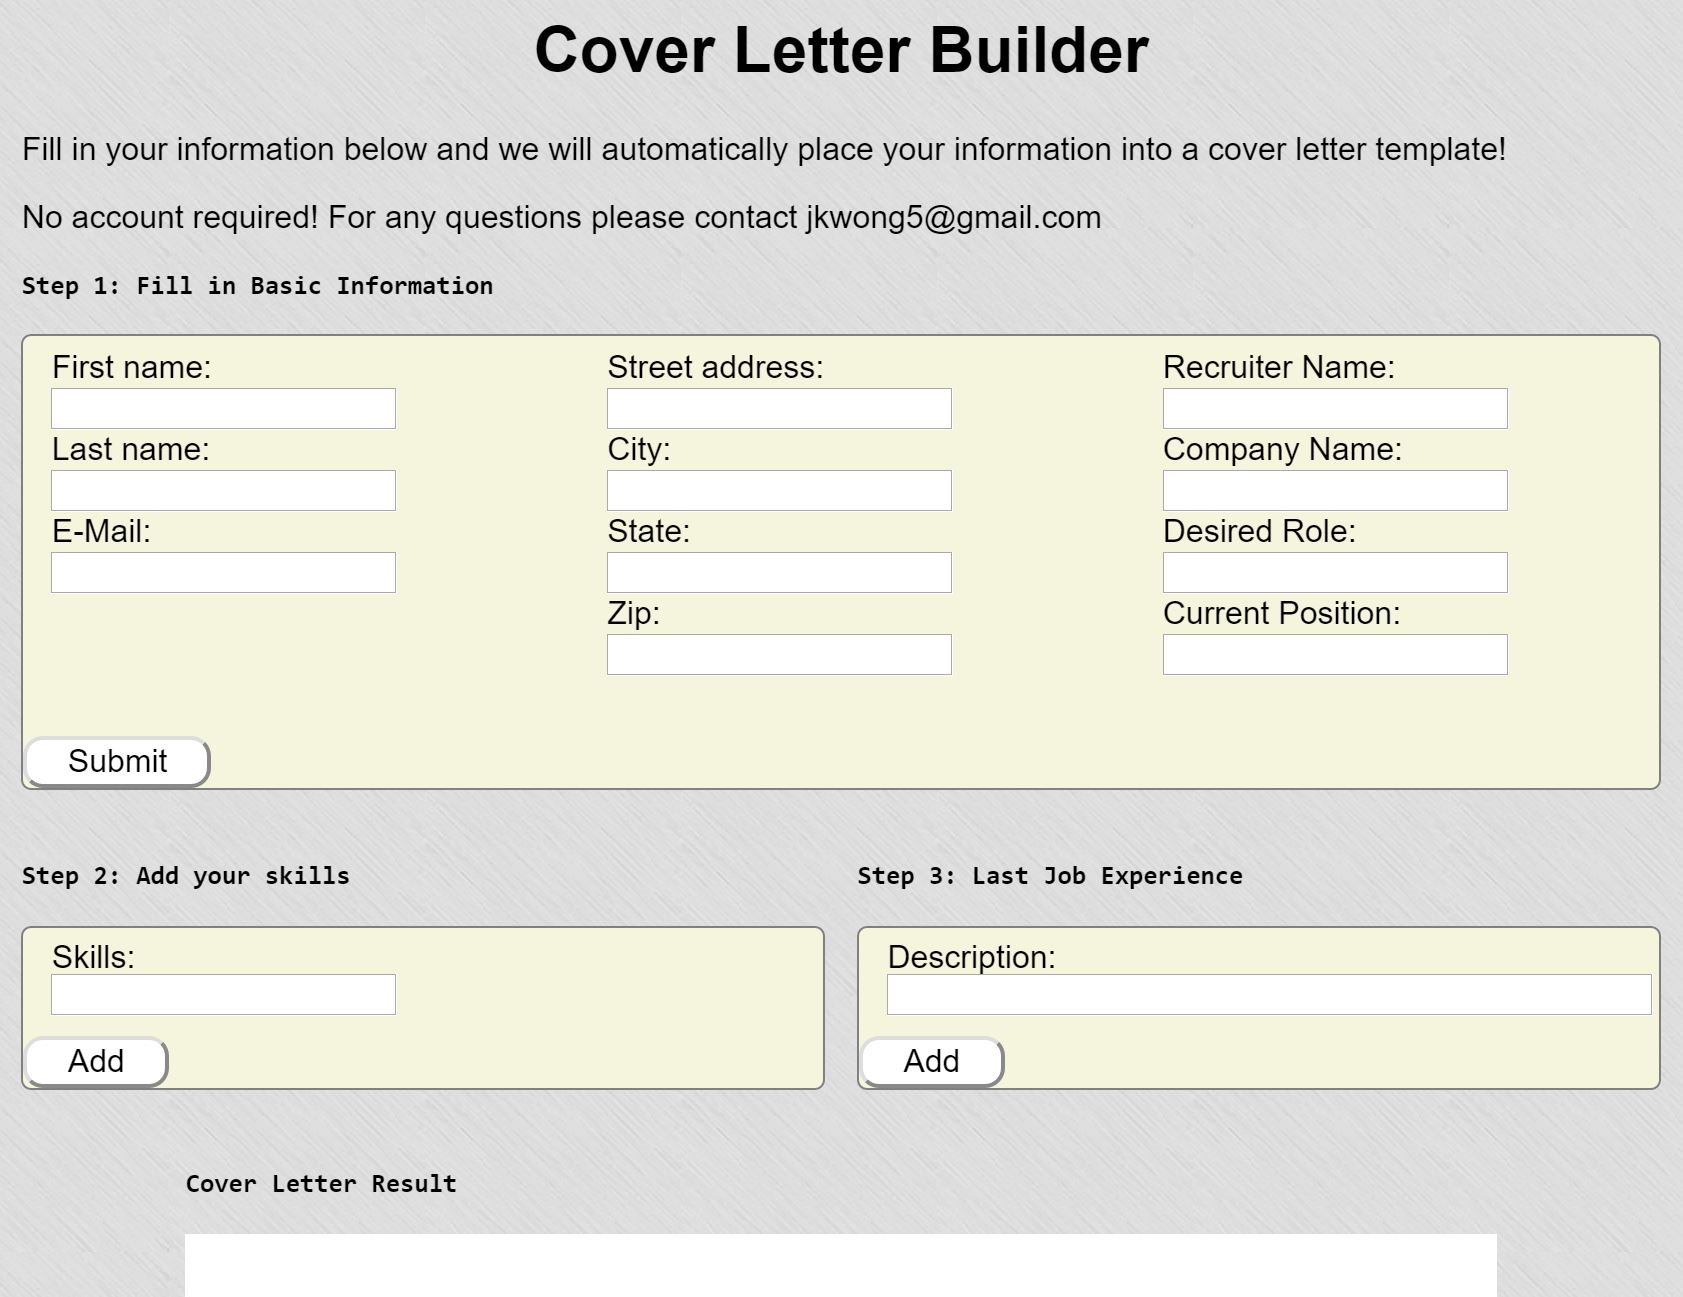 Cover Letter Builder
Fill in your information below and we will automatically place your information into a cover letter template!
No account required! For any questions please contact jkwong5@gmail.com
Step 1: Fill in Basic Information
First name:
Last name:
E-Mail:
Street address:
City:
State:
Zip:
Recruiter Name:
Company Name:
Desired Role:
Current Position:
Submit
Step 2: Add your skills
Skills:
Add
Step 3: Last Job Experience
Description:
Add
Cover Letter Result